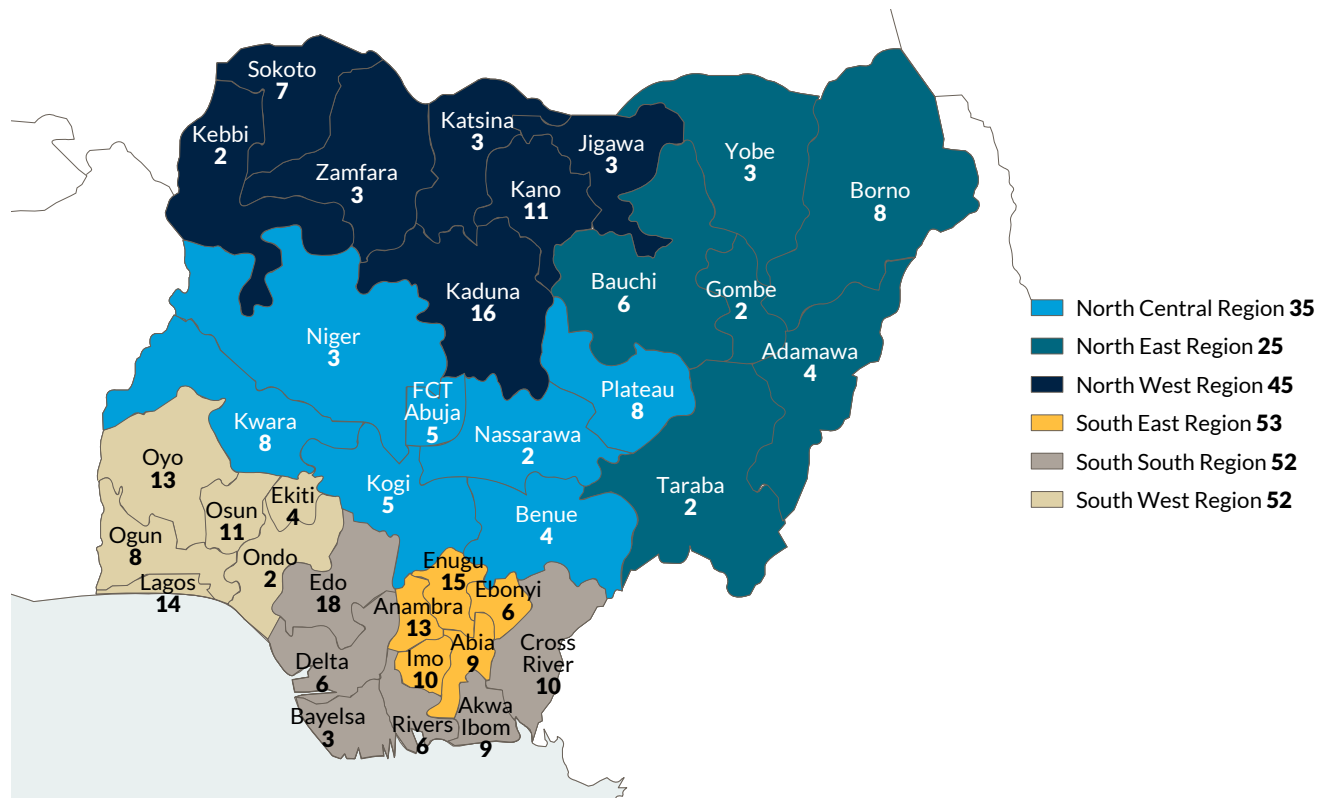 Sokoto
7
Kebbi
2
Zamfara
3
Katsina
3
Jigawa
3
Kano
11
Kaduna
16
Yobe
3
Borno
8
Bauchi
6
Gombe
2
Adamawa
4
Taraba
2
Niger
3
FCT
Abuja
5
Plateau
8
Nassarawa
2
Kwara
8
Kogi
5
Benue
4
Oyo
13
Osun
11
Ekiti
4
Ogun
8
Ondo
2
Lagos
14
Edo
18
Enugu
15
Ebonyi
6
Anambra
13
Abia
9
Imo
10
Cross
River
10
Delta
6
Bayelsa
3
Rivers
6
Akwa
Ibom
9
North Central Region 35
North East Region 25
North West Region 45
South East Region 53
South South Region 52
South West Region 52